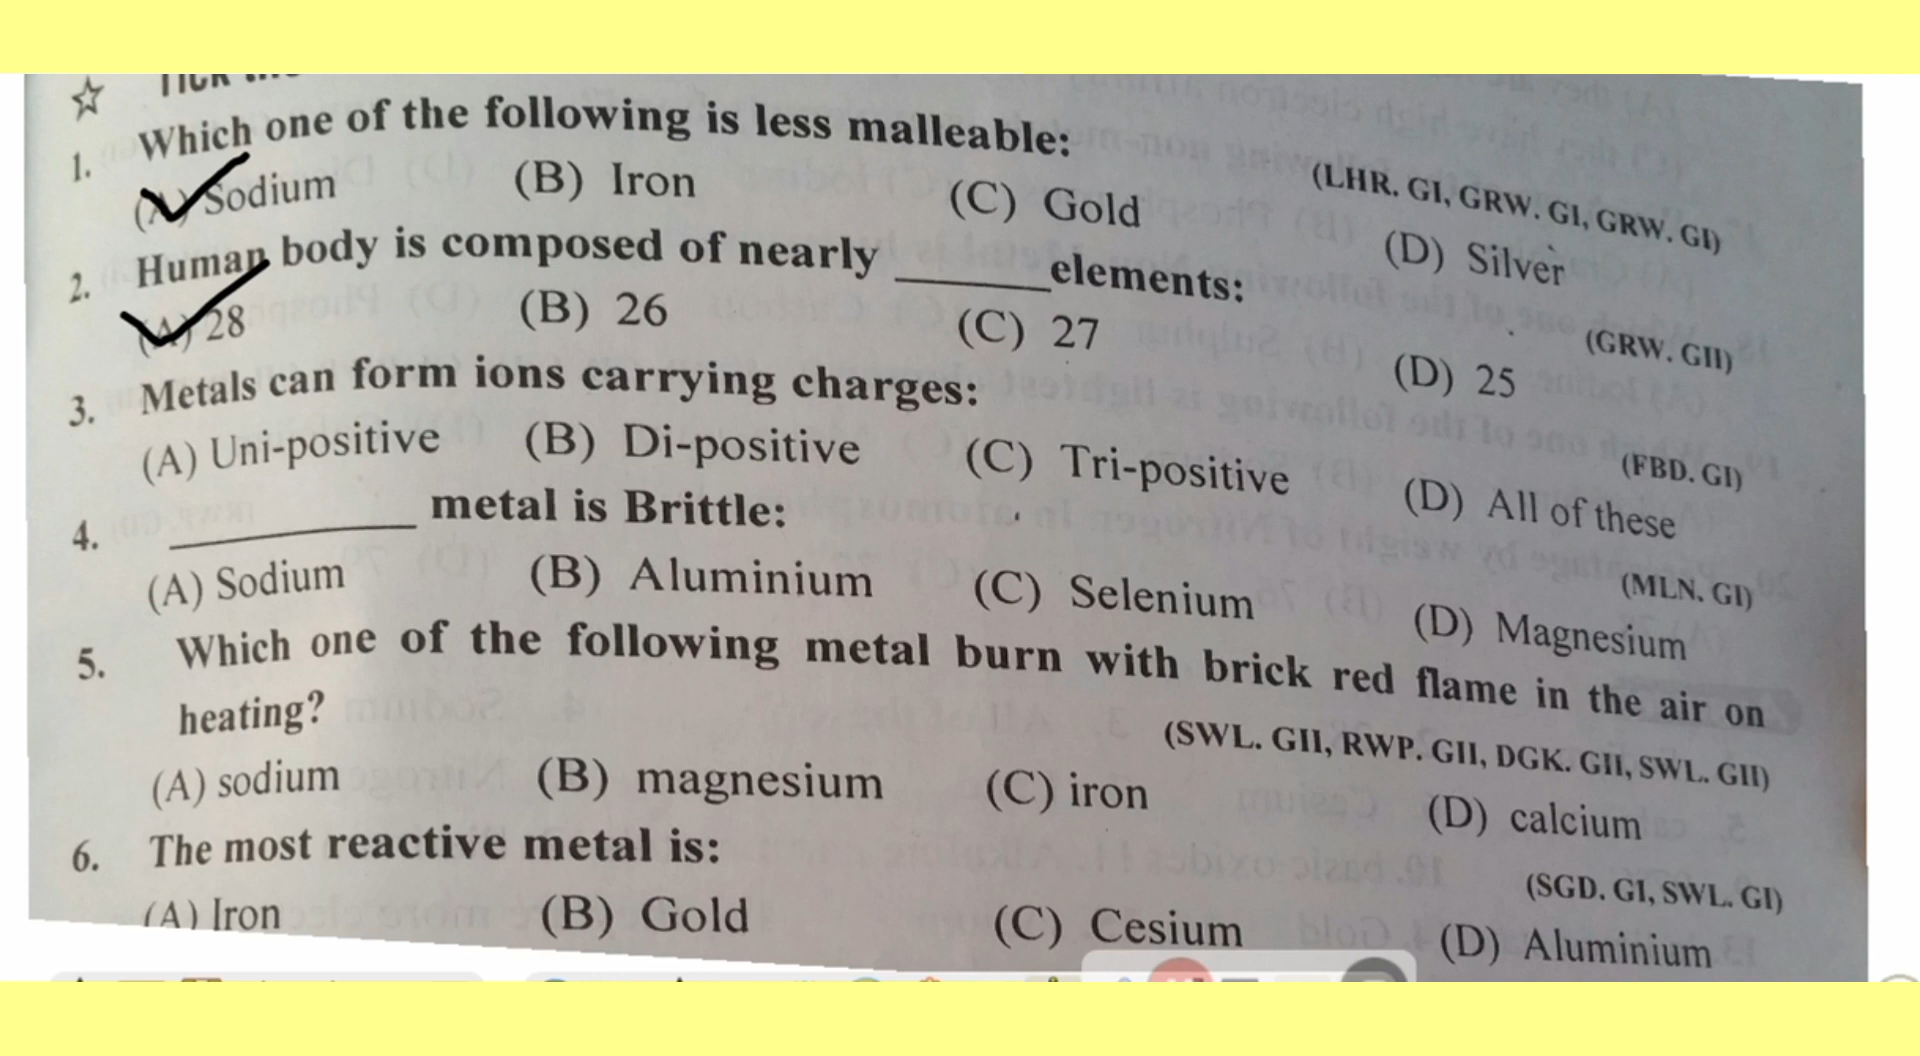 ☆ TICK
1. Which one of the following is less malleable: (LHR. GI, GRW. GI, GRW. GI)
(A) Sodium (B) Iron (C) Gold (D) Silver
2. Human body is composed of nearly ______ elements: (GRW. GII)
(A) 28 (B) 26 (C) 27 (D) 25
3. Metals can form ions carrying charges: (FBD. GI)
(A) Uni-positive (B) Di-positive (C) Tri-positive (D) All of these
4. ______ metal is Brittle: (MLN. GI)
(A) Sodium (B) Aluminium (C) Selenium (D) Magnesium
5. Which one of the following metal burn with brick red flame in the air on
heating? (SWL. GII, RWP. GII, DGK. GII, SWL. GII)
(A) sodium (B) magnesium (C) iron (D) calcium
6. The most reactive metal is: (SGD. GI, SWL. GI)
(A) Iron (B) Gold (C) Cesium (D) Aluminium